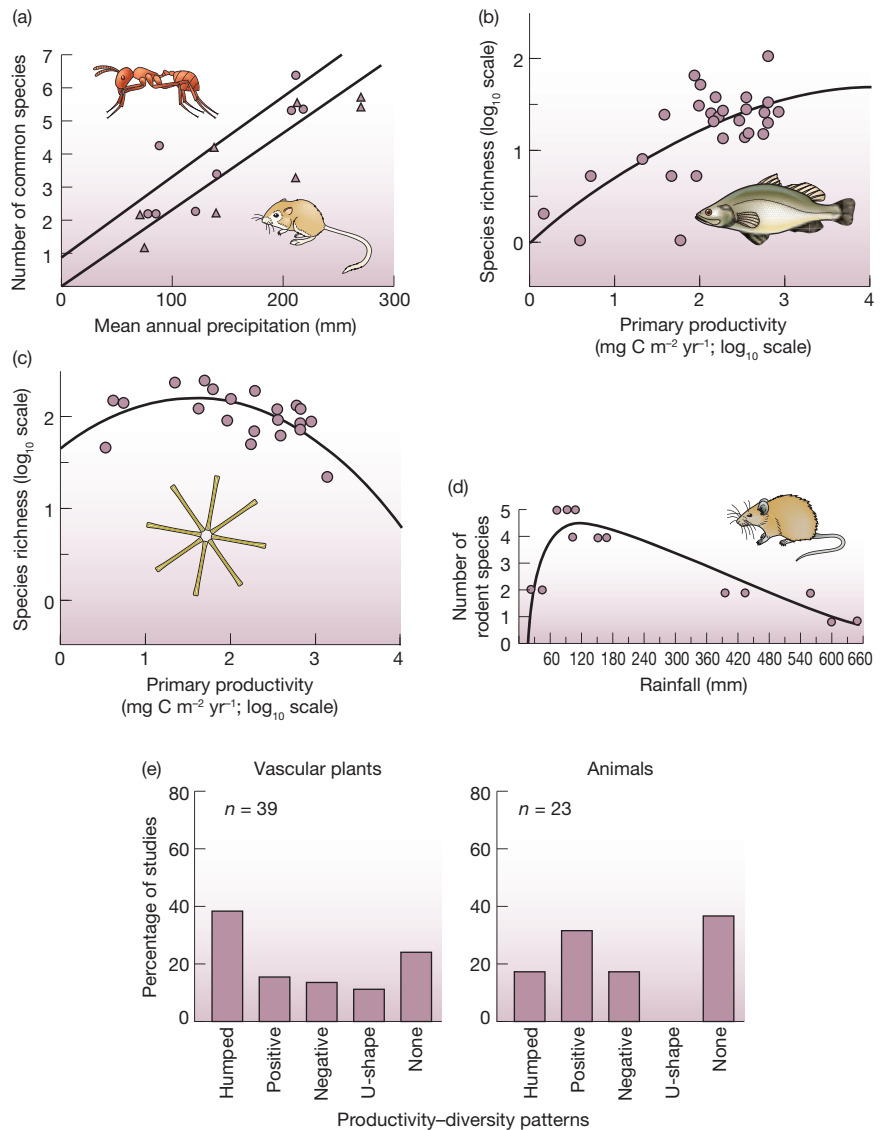 (a)
Number of common species
7
6
5
4
3
2
1
0
100
200
300
Mean annual precipitation (mm)
(b)
Species richness (log₁₀ scale)
2
1
0
0
1
2
3
4
Primary productivity
(mg C m⁻² yr⁻¹; log₁₀ scale)
(c)
Species richness (log₁₀ scale)
2
1
0
0
1
2
3
4
Primary productivity
(mg C m⁻² yr⁻¹; log₁₀ scale)
(d)
Number of
rodent species
5
4
3
2
1
0
60 120 180 240 300 360 420 480 540 600 660
Rainfall (mm)
(e)
Vascular plants
Percentage of studies
80
60
40
20
0
n = 39
Humped
Positive
Negative
U-shape
None
Animals
80
60
40
20
0
n = 23
Humped
Positive
Negative
U-shape
None
Productivity–diversity patterns